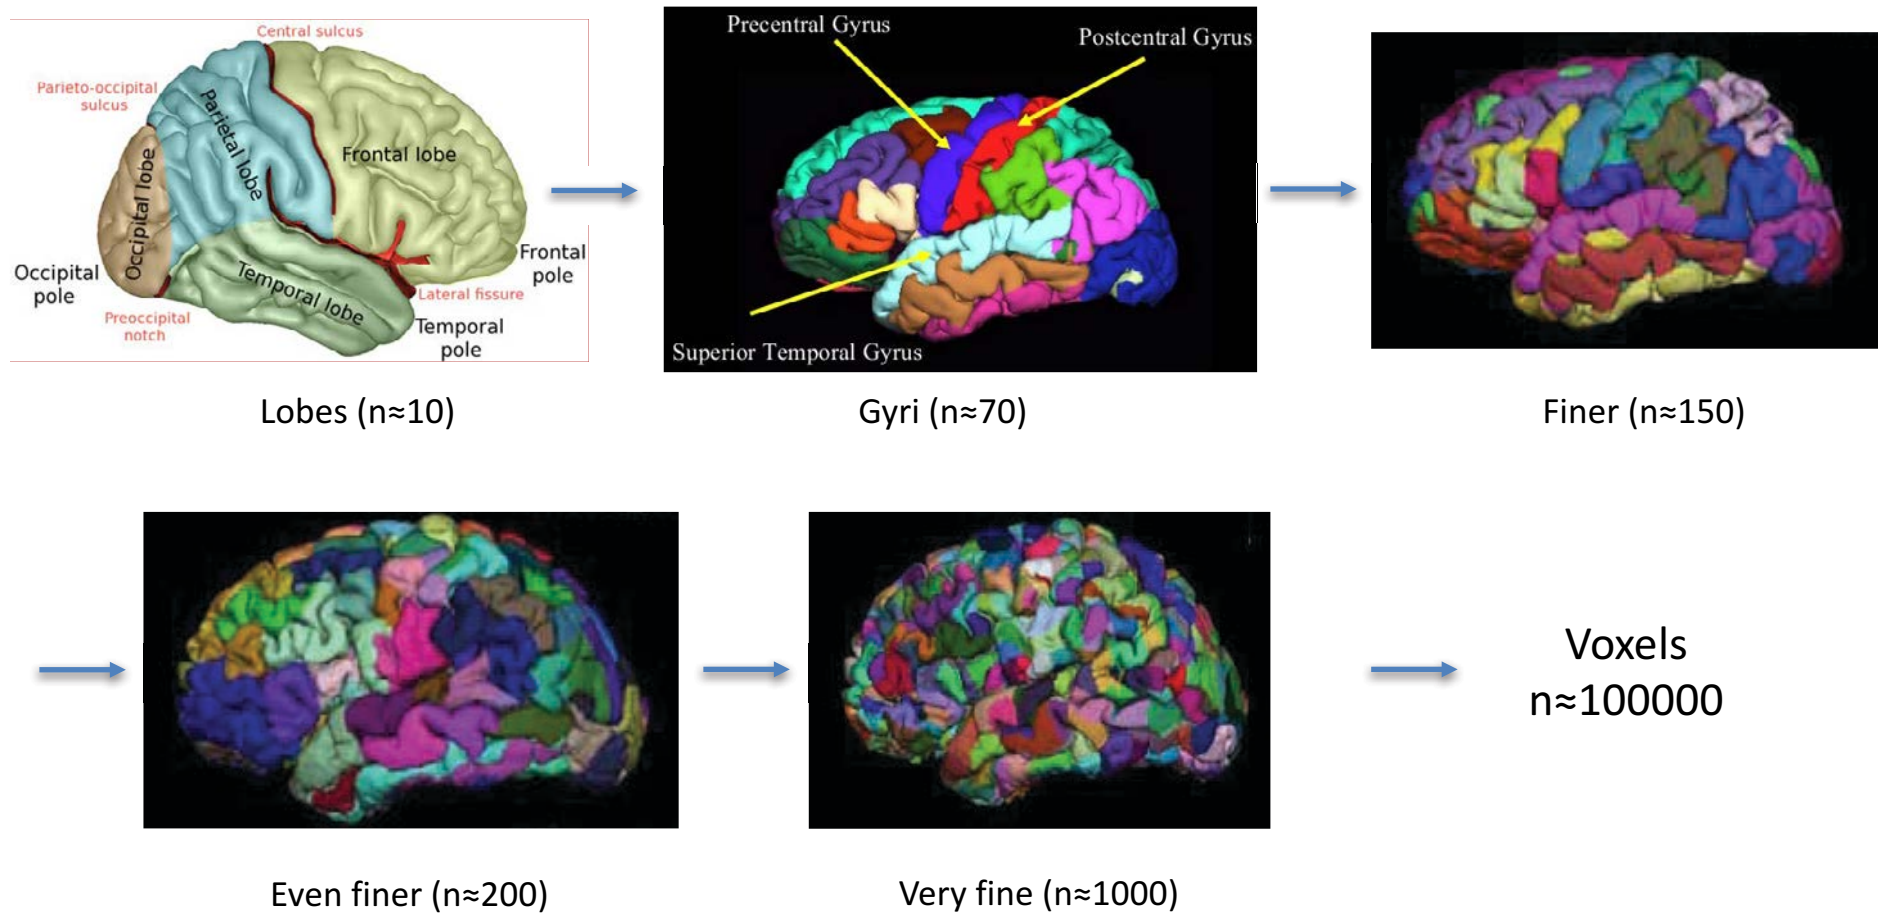 Central sulcus
Parieto-occipital
sulcus
Parietal lobe
Frontal lobe
Occipital lobe
Temporal lobe
Occipital
pole
Frontal
pole
Lateral fissure
Preoccipital
notch
Temporal
pole
Lobes (n≈10)
Precentral Gyrus
Postcentral Gyrus
Superior Temporal Gyrus
Gyri (n≈70)
Finer (n≈150)
Even finer (n≈200)
Very fine (n≈1000)
Voxels
n≈100000